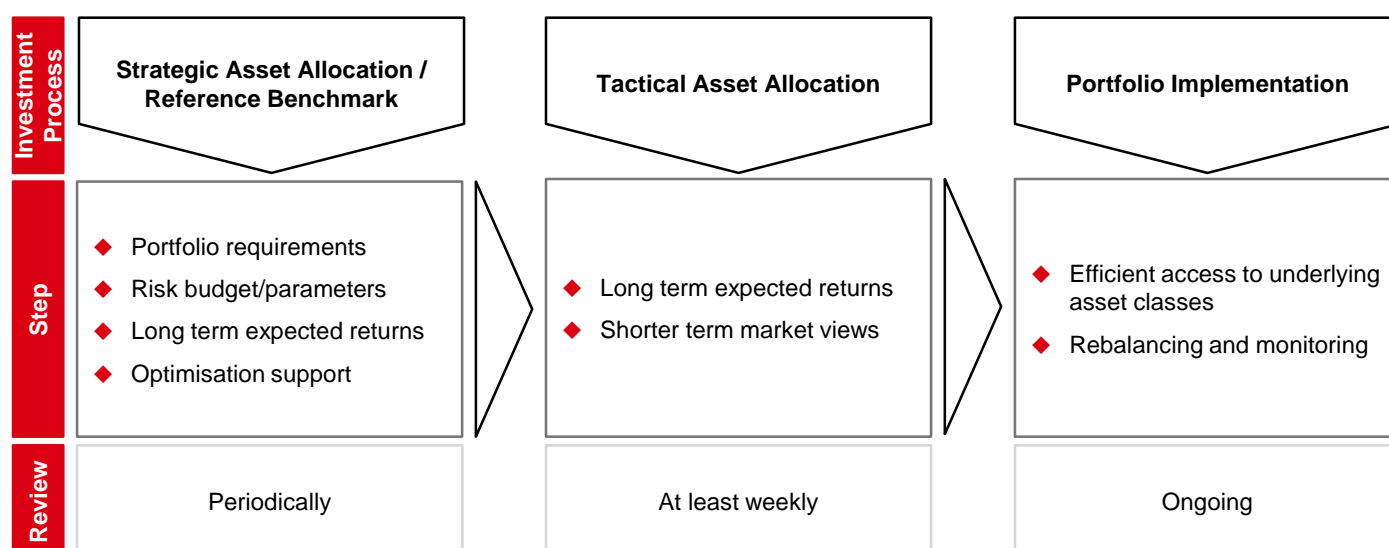 Investment
Process
Strategic Asset Allocation /
Reference Benchmark
Tactical Asset Allocation
Portfolio Implementation
Step
Portfolio requirements
Risk budget/parameters
Long term expected returns
Optimisation support
Long term expected returns
Shorter term market views
Efficient access to underlying
asset classes
Rebalancing and monitoring
Review
Periodically
At least weekly
Ongoing